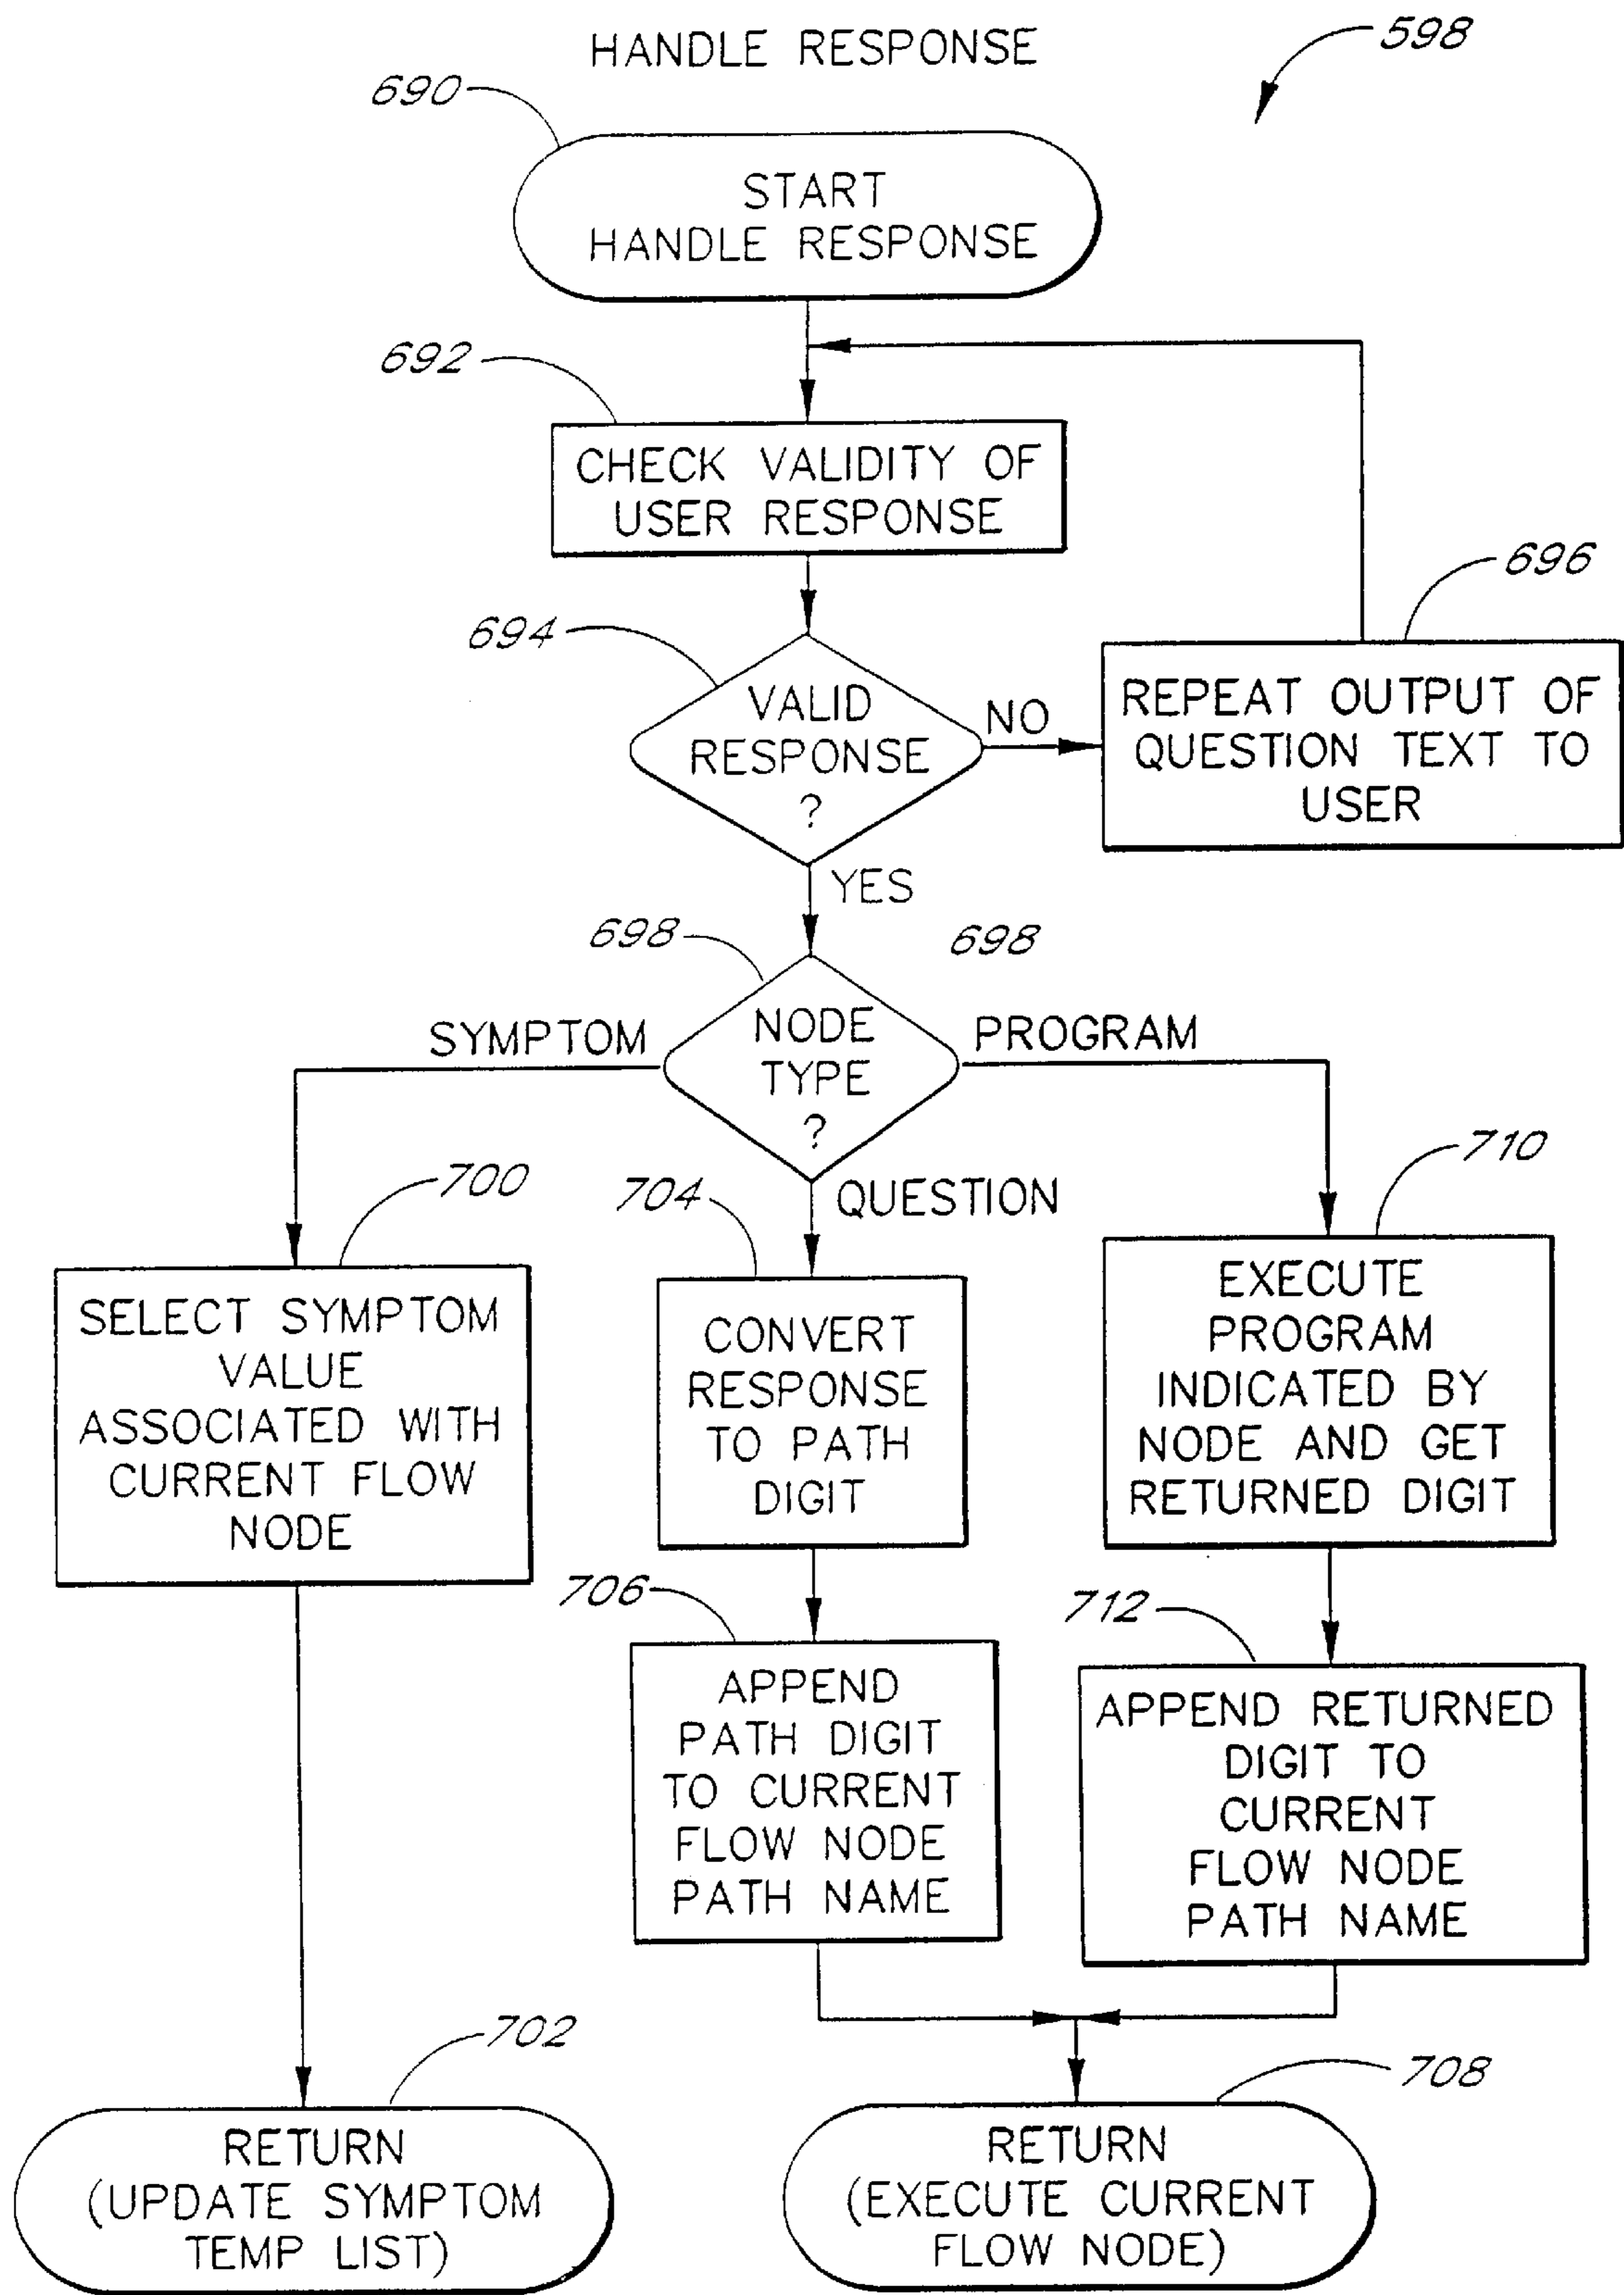 HANDLE RESPONSE
598
690
START
HANDLE RESPONSE
692
CHECK VALIDITY OF
USER RESPONSE
694
VALID
RESPONSE
?
NO
696
REPEAT OUTPUT OF
QUESTION TEXT TO
USER
YES
698
698
NODE
TYPE
?
SYMPTOM
PROGRAM
QUESTION
700
SELECT SYMPTOM
VALUE
ASSOCIATED WITH
CURRENT FLOW
NODE
704
CONVERT
RESPONSE
TO PATH
DIGIT
710
EXECUTE
PROGRAM
INDICATED BY
NODE AND GET
RETURNED DIGIT
706
APPEND
PATH DIGIT
TO CURRENT
FLOW NODE
PATH NAME
712
APPEND RETURNED
DIGIT TO
CURRENT
FLOW NODE
PATH NAME
702
RETURN
(UPDATE SYMPTOM
TEMP LIST)
708
RETURN
(EXECUTE CURRENT
FLOW NODE)